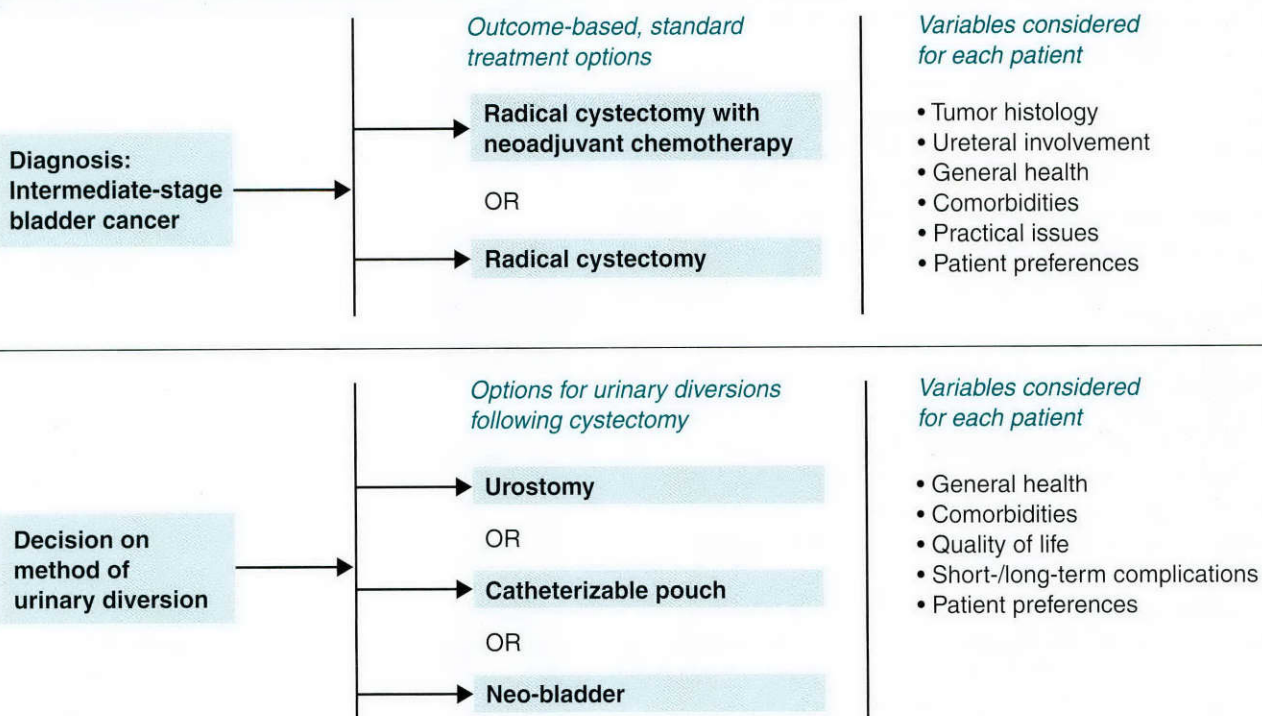 Diagnosis:
Intermediate-stage
bladder cancer
Outcome-based, standard
treatment options
Radical cystectomy with
neoadjuvant chemotherapy
OR
Radical cystectomy
Variables considered
for each patient
• Tumor histology
• Ureteral involvement
• General health
• Comorbidities
• Practical issues
• Patient preferences
Decision on
method of
urinary diversion
Options for urinary diversions
following cystectomy
Urostomy
OR
Catheterizable pouch
OR
Neo-bladder
Variables considered
for each patient
• General health
• Comorbidities
• Quality of life
• Short-/long-term complications
• Patient preferences